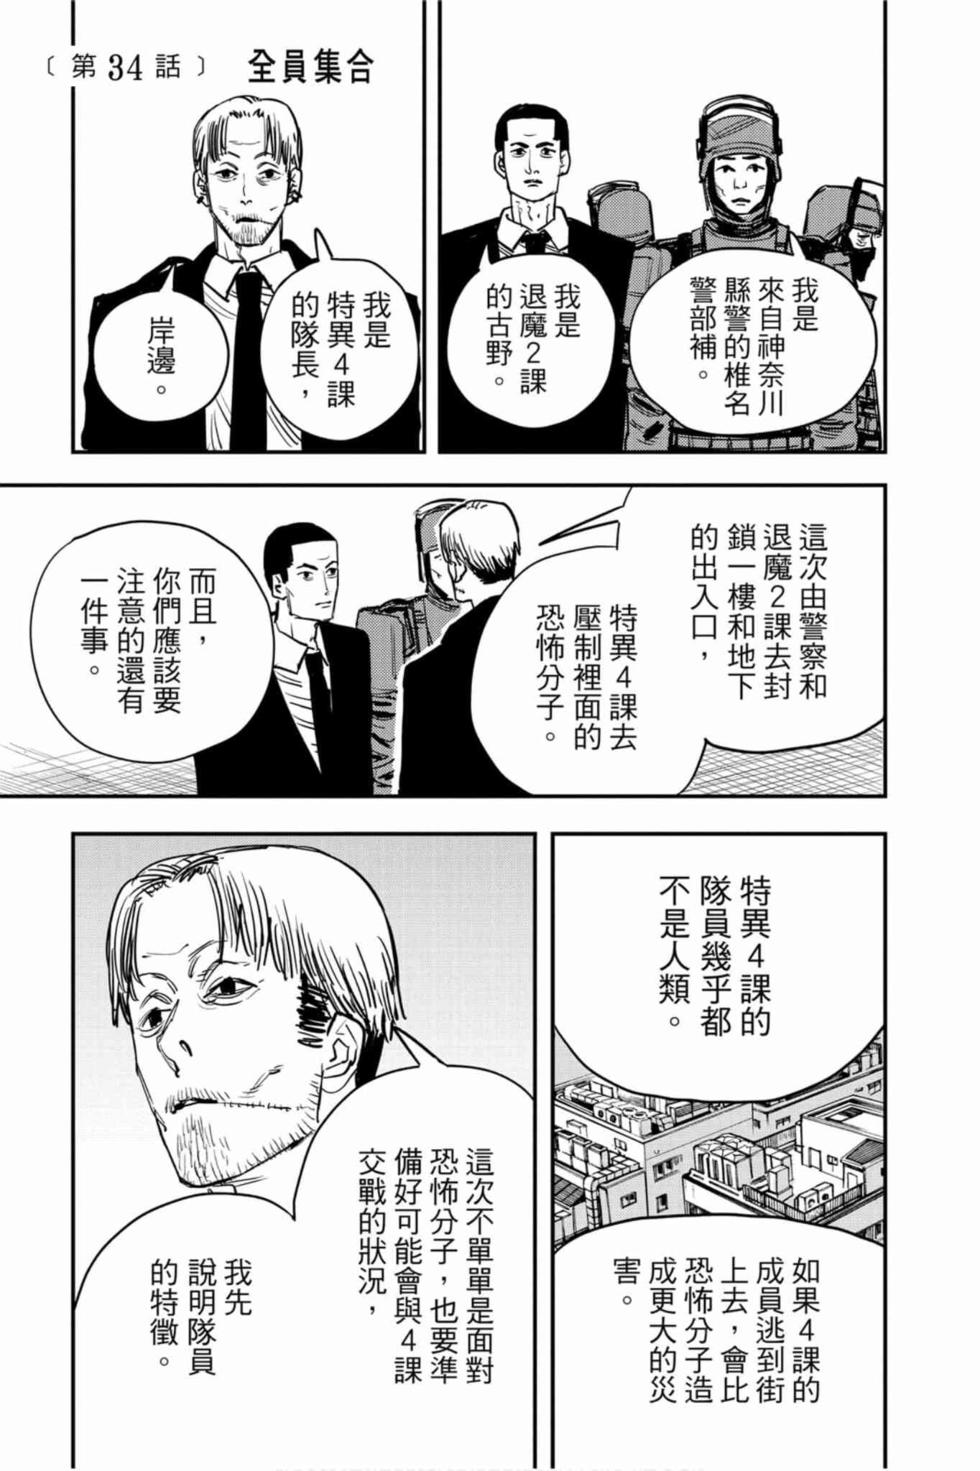 〔第34話〕 全員集合
我是
來自神奈川
縣警的椎名
警部補。
我是
退魔2課
的古野。
我是
特異4課
的隊長，
岸邊。
這次由警察和
退魔2課去封
鎖一樓和地下
的出入口，
特異4課去
壓制裡面的
恐怖分子。
而且，
你們應該要
注意的還有
一件事。
特異4課的
隊員幾乎都
不是人類。
如果4課的
成員逃到街
上去，會比
恐怖分子造
成更大的災
害。
這次不單單是面對
恐怖分子，也要準
備好可能會與4課
交戰的狀況，
我先
說明隊員
的特徵。